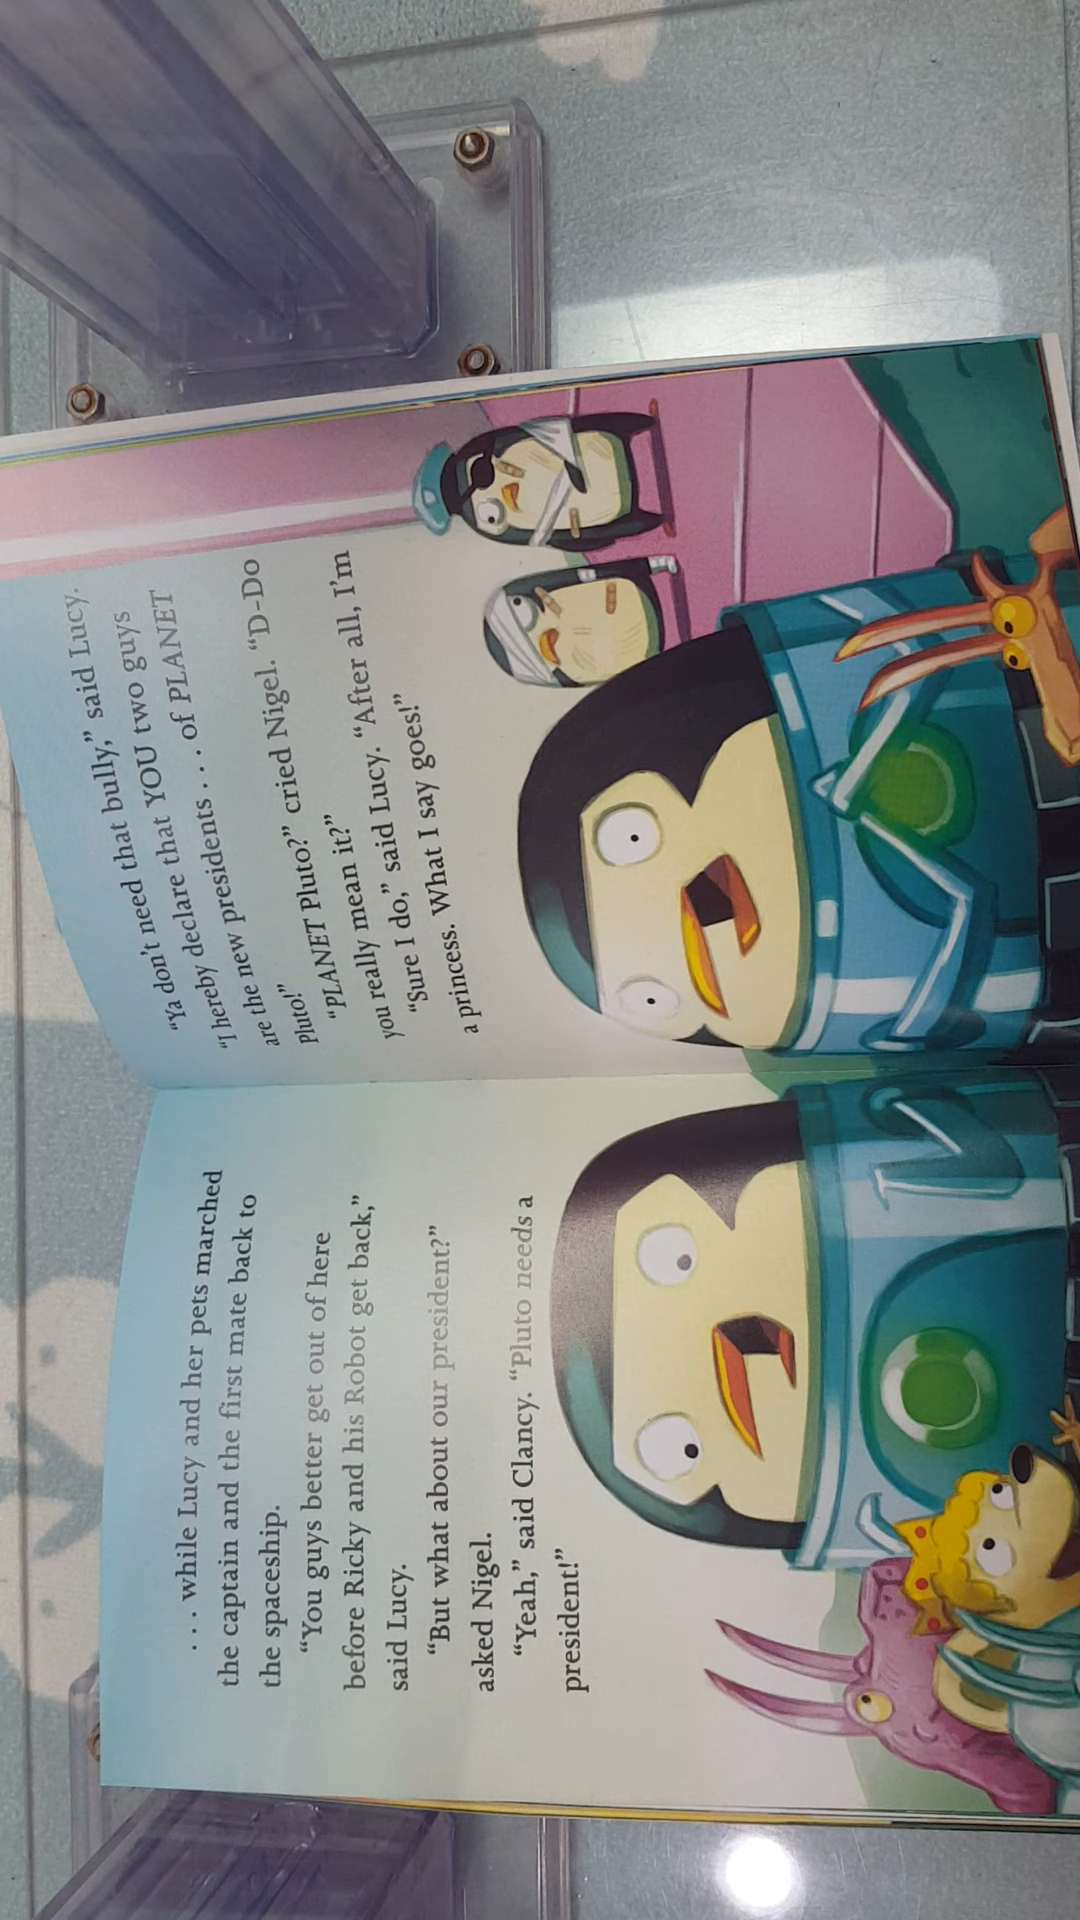 . . . while Lucy and her pets marched
the captain and the first mate back to
the spaceship.
“You guys better get out of here
before Ricky and his Robot get back,”
said Lucy.
“But what about our president?”
asked Nigel.
“Yeah,” said Clancy. “Pluto needs a
president!”
“Ya don't need that bully,” said Lucy.
“I hereby declare that YOU two guys
are the new presidents . . . of PLANET
Pluto!”
“PLANET Pluto?” cried Nigel. “D-Do
you really mean it?”
“Sure I do,” said Lucy. “After all, I'm
a princess. What I say goes!”